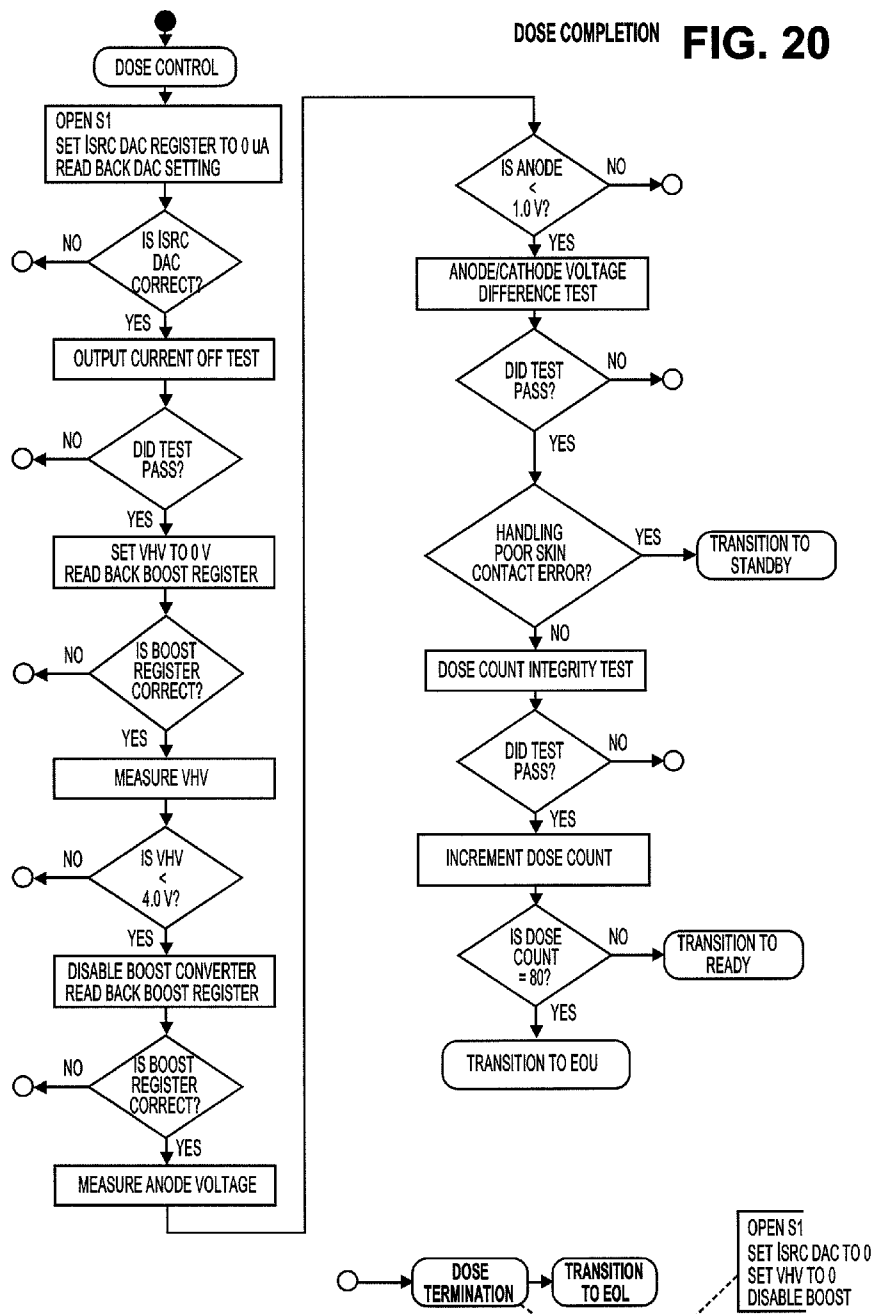 DOSE COMPLETION
FIG. 20
DOSE CONTROL
OPEN S1
SET ISRC DAC REGISTER TO 0 uA
READ BACK DAC SETTING
IS ISRC
DAC
CORRECT?
NO
YES
OUTPUT CURRENT OFF TEST
DID TEST
PASS?
NO
YES
SET VHV TO 0 V
READ BACK BOOST REGISTER
IS BOOST
REGISTER
CORRECT?
NO
YES
MEASURE VHV
IS VHV
<
4.0 V?
NO
YES
DISABLE BOOST CONVERTER
READ BACK BOOST REGISTER
IS BOOST
REGISTER
CORRECT?
NO
YES
MEASURE ANODE VOLTAGE
IS ANODE
<
1.0 V?
NO
YES
ANODE/CATHODE VOLTAGE
DIFFERENCE TEST
DID TEST
PASS?
NO
YES
HANDLING
POOR SKIN
CONTACT ERROR?
YES
TRANSITION TO
STANDBY
NO
DOSE COUNT INTEGRITY TEST
DID TEST
PASS?
NO
YES
INCREMENT DOSE COUNT
IS DOSE
COUNT
= 80?
NO
TRANSITION TO
READY
YES
TRANSITION TO EOU
DOSE
TERMINATION
TRANSITION
TO EOL
OPEN S1
SET ISRC DAC TO 0
SET VHV TO 0
DISABLE BOOST